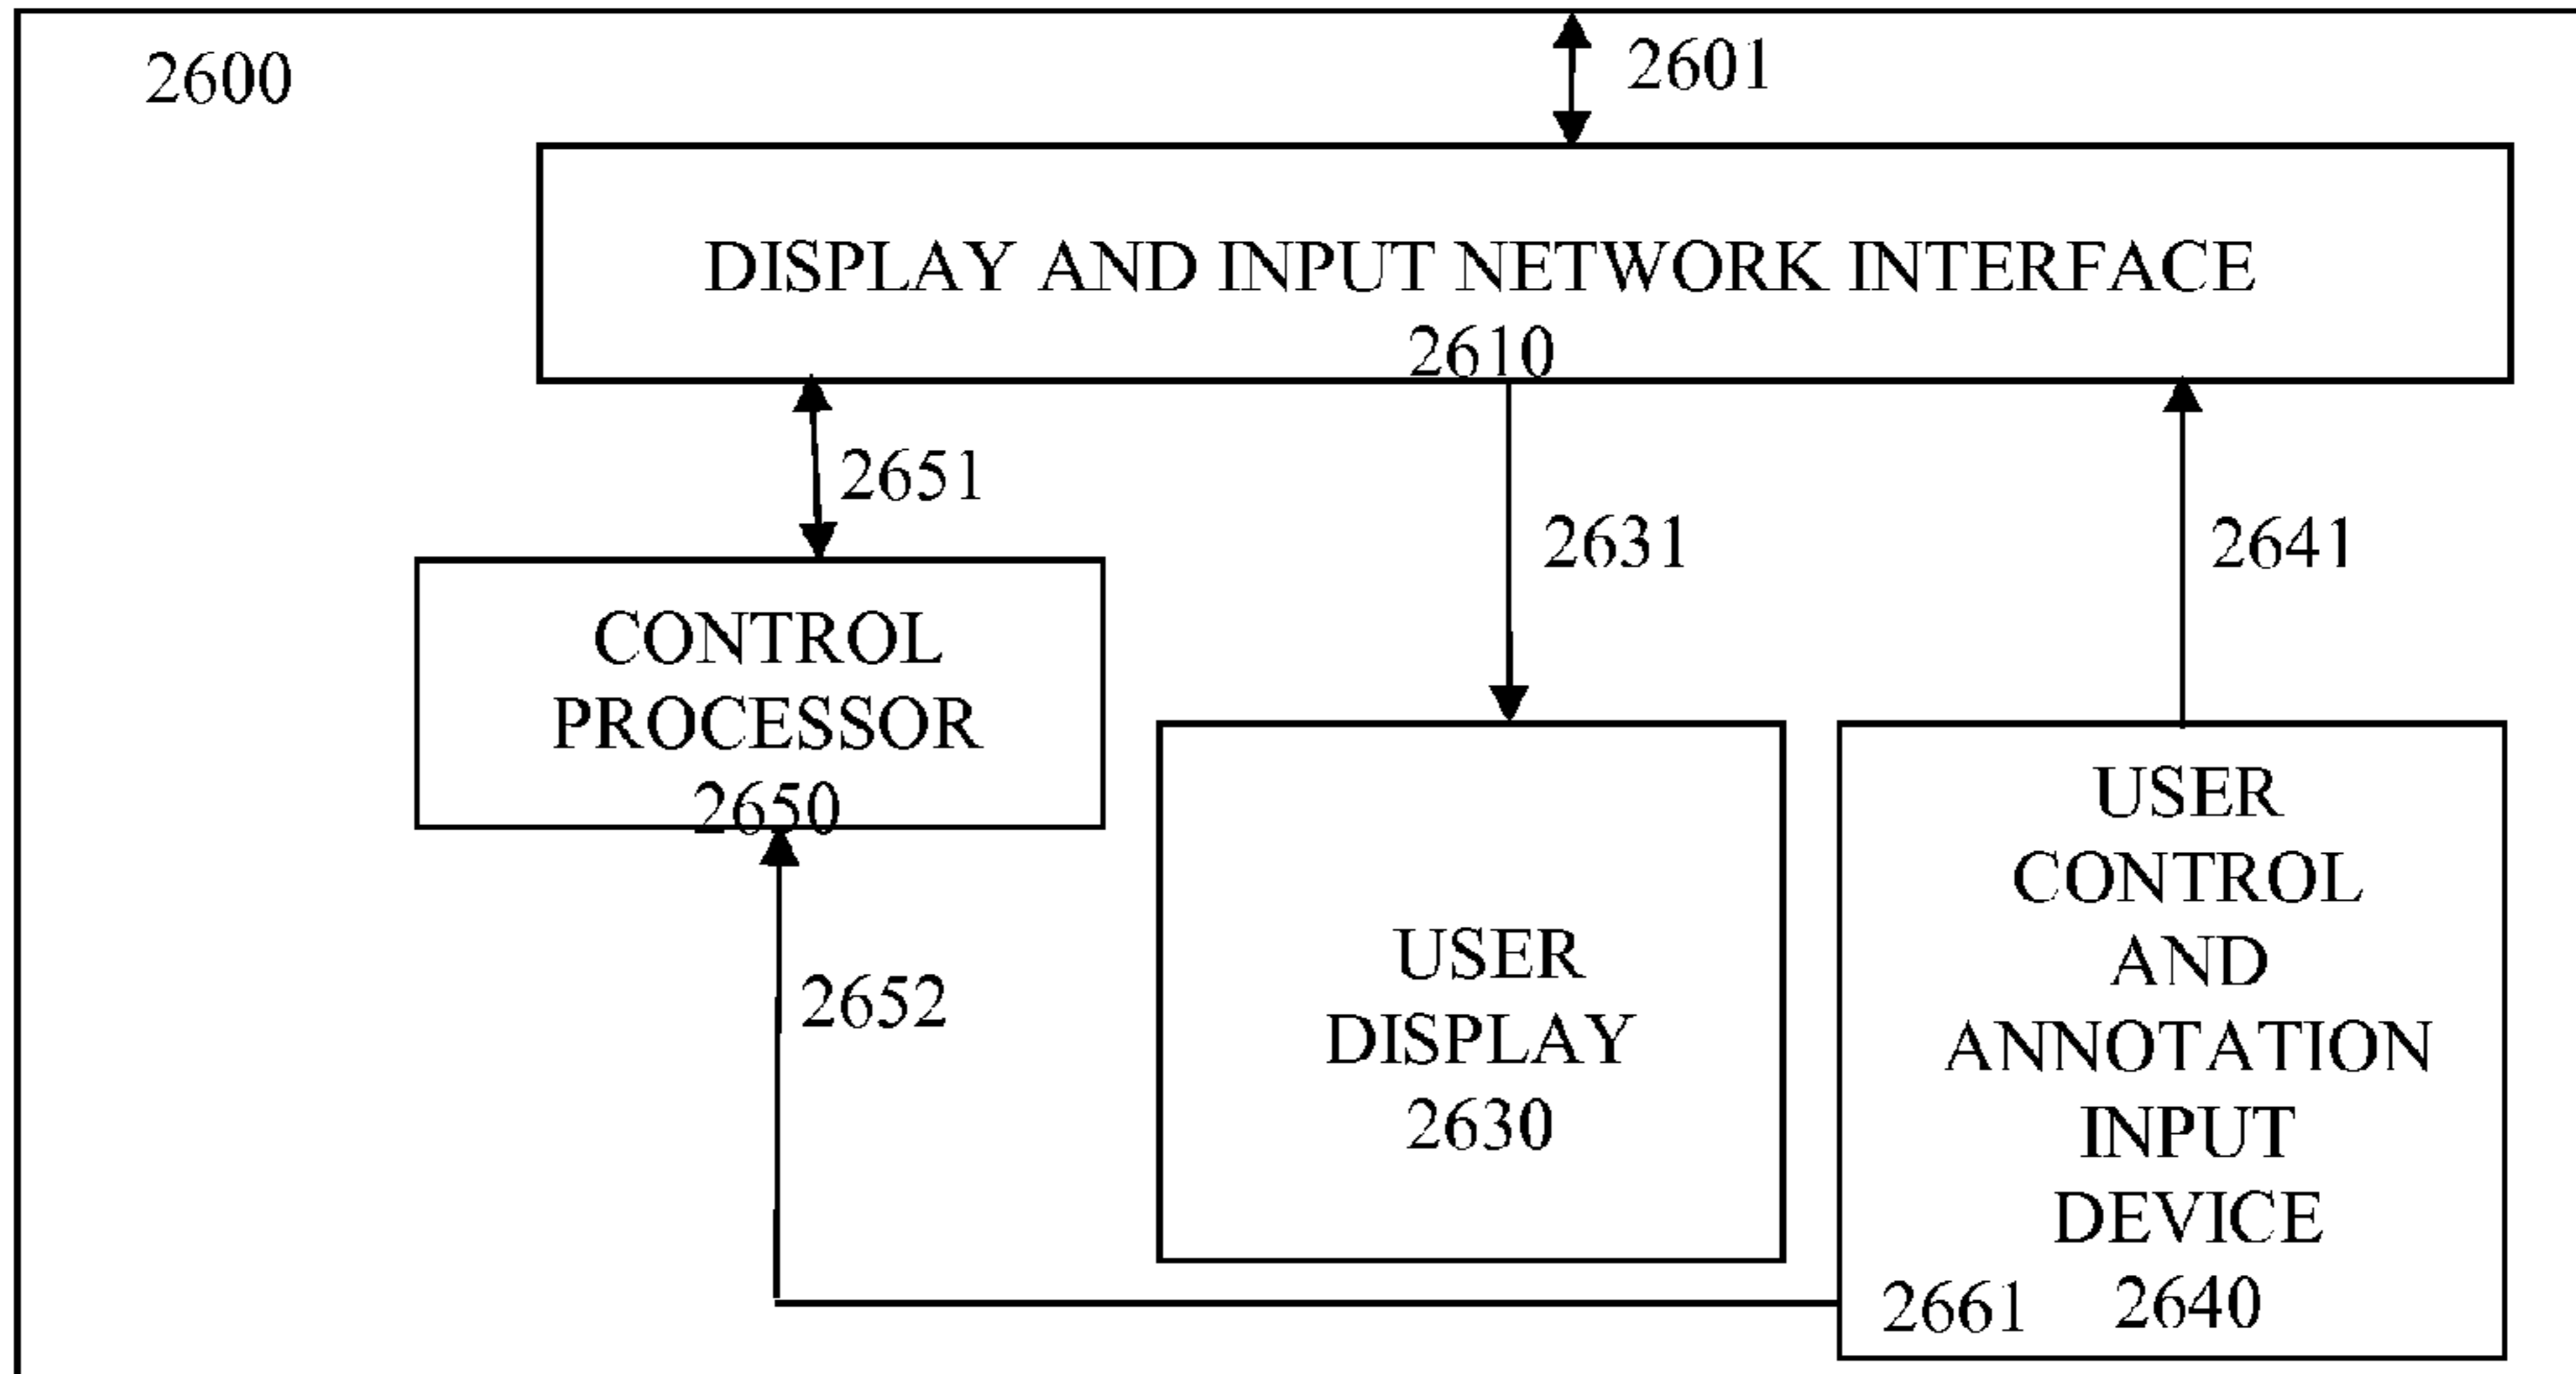 2600
2601
DISPLAY AND INPUT NETWORK INTERFACE
2610
2651
2631
2641
CONTROL
PROCESSOR
2650
2652
USER
DISPLAY
2630
USER
CONTROL
AND
ANNOTATION
INPUT
DEVICE
2661 2640